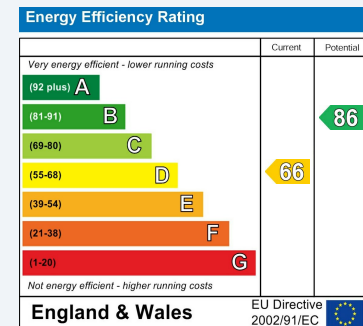 Energy Efficiency Rating
Current Potential
Very energy efficient - lower running costs
(92 plus) A
(81-91) B
86
(69-80) C
(55-68) D
66
(39-54) E
(21-38) F
(1-20) G
Not energy efficient - higher running costs
England & Wales
EU Directive
2002/91/EC